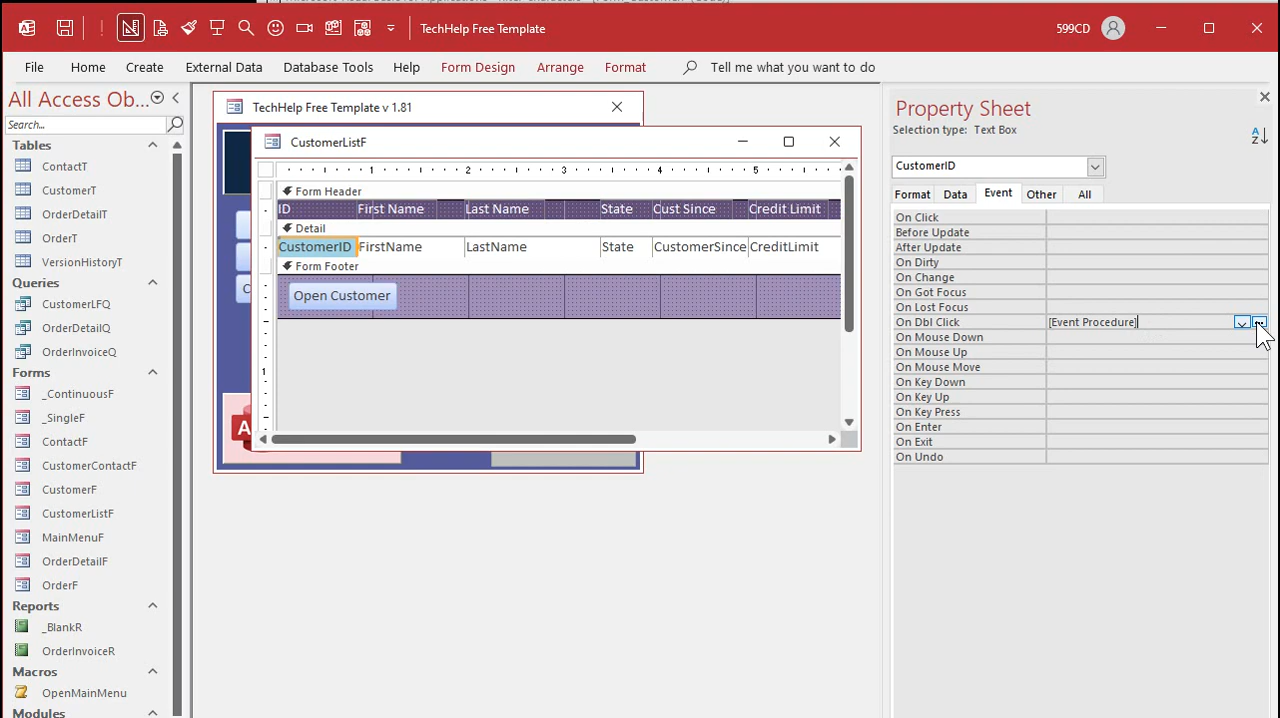 TechHelp Free Template
599CD
File Home Create External Data Database Tools Help Form Design Arrange Format Tell me what you want to do
All Access Ob...
Search...
Tables
ContactT
CustomerT
OrderDetailT
OrderT
VersionHistoryT
Queries
CustomerLFQ
OrderDetailQ
OrderInvoiceQ
Forms
_ContinuousF
_SingleF
ContactF
CustomerContactF
CustomerF
CustomerListF
MainMenuF
OrderDetailF
OrderF
Reports
_BlankR
OrderInvoiceR
Macros
OpenMainMenu
Modules
TechHelp Free Template v 1.81
CustomerListF
1 2 3 4 5
Form Header
ID First Name Last Name State Cust Since Credit Limit
Detail
CustomerID FirstName LastName State CustomerSince CreditLimit
Form Footer
Open Customer
1
C
A
Property Sheet
Selection type: Text Box
A
Z
CustomerID
Format Data Event Other All
On Click
Before Update
After Update
On Dirty
On Change
On Got Focus
On Lost Focus
On Dbl Click [Event Procedure]
On Mouse Down
On Mouse Up
On Mouse Move
On Key Down
On Key Up
On Key Press
On Enter
On Exit
On Undo